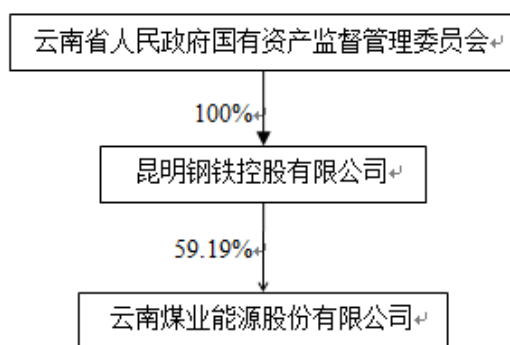 云南省人民政府国有资产监督管理委员会
100%
昆明钢铁控股有限公司
59.19%
云南煤业能源股份有限公司